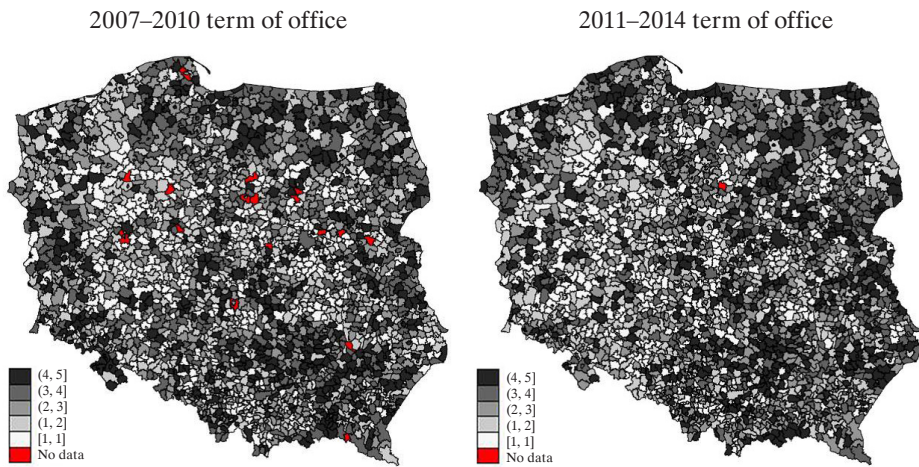 2007–2010 term of office
2011–2014 term of office
(4, 5]
(3, 4]
(2, 3]
(1, 2]
[1, 1]
No data
(4, 5]
(3, 4]
(2, 3]
(1, 2]
[1, 1]
No data